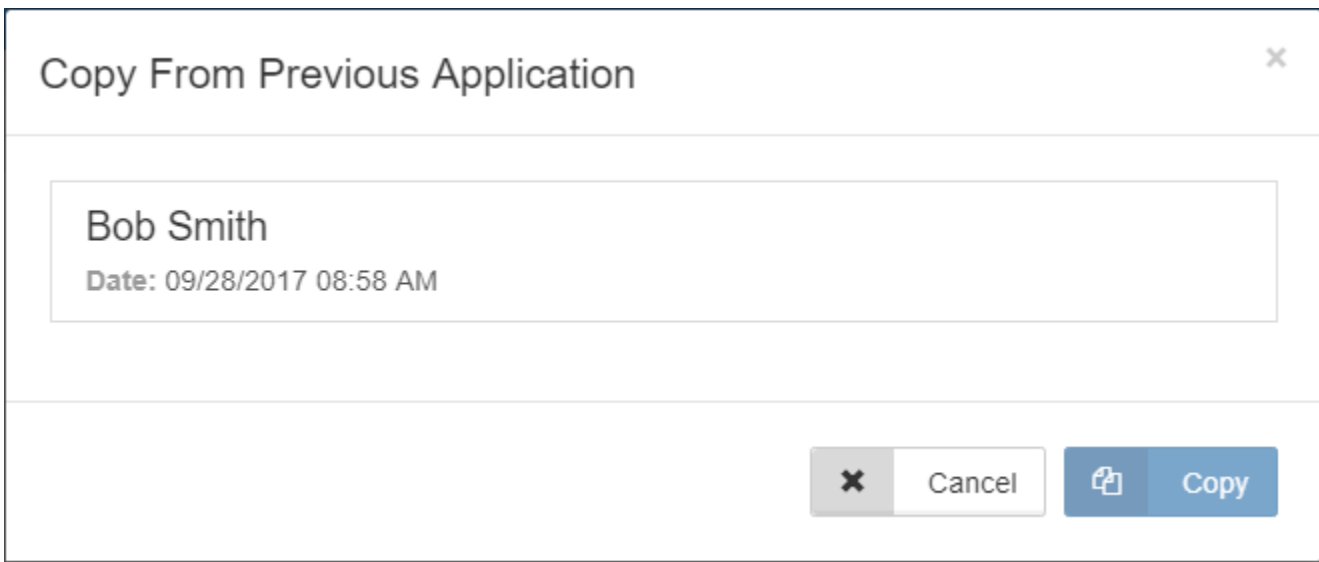 Copy From Previous Application
Bob Smith
Date: 09/28/2017 08:58 AM
Cancel
Copy